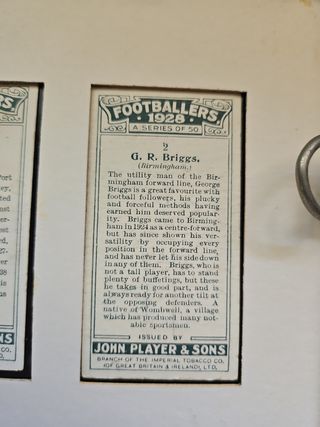 FOOTBALLERS,
1928
A SERIES OF 50
2
G. R. Briggs.
(Birmingham.)
The utility man of the Bir-
mingham forward line, George
Briggs is a great favourite with
football followers, his plucky
and forceful methods having
earned him deserved popular-
ity. Briggs came to Birming-
ham in 1924 as a centre-forward,
but has since shown his ver-
satility by occupying every
position in the forward line,
and has never let his side down
in any of them. Briggs, who is
not a tall player, has to stand
plenty of buffetings, but these
he takes in good part, and is
always ready for another tilt at
the opposing defenders. A
native of Wombwell, a village
which has produced many not-
able sportsmen.
ISSUED BY
JOHN PLAYER & SONS
BRANCH OF THE IMPERIAL TOBACCO CO.
(OF GREAT BRITAIN & IRELAND), LTD.